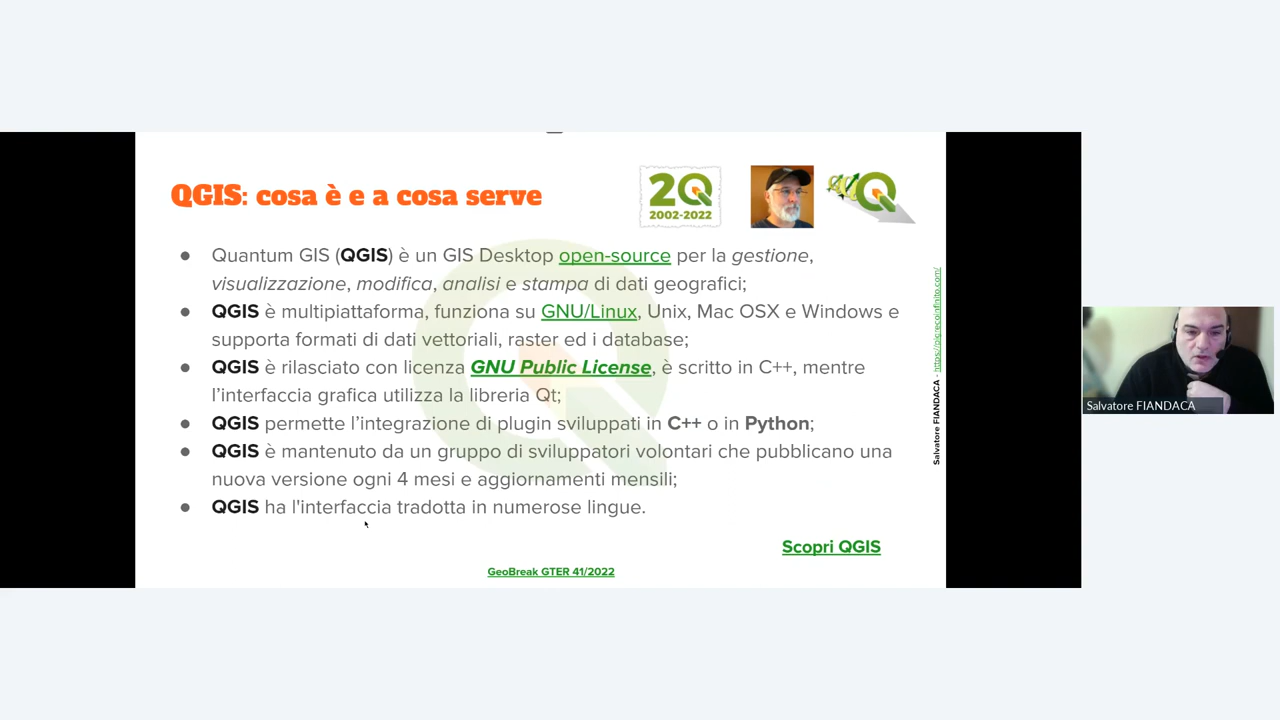 QGIS: cosa è e a cosa serve
2Q
2002-2022
Quantum GIS (QGIS) è un GIS Desktop open-source per la gestione,
visualizzazione, modifica, analisi e stampa di dati geografici;
QGIS è multipiattaforma, funziona su GNU/Linux, Unix, Mac OSX e Windows e
supporta formati di dati vettoriali, raster ed i database;
QGIS è rilasciato con licenza GNU Public License, è scritto in C++, mentre
l’interfaccia grafica utilizza la libreria Qt;
QGIS permette l’integrazione di plugin sviluppati in C++ o in Python;
QGIS è mantenuto da un gruppo di sviluppatori volontari che pubblicano una
nuova versione ogni 4 mesi e aggiornamenti mensili;
QGIS ha l'interfaccia tradotta in numerose lingue.
Scopri QGIS
GeoBreak GTER 41/2022
Salvatore FIANDACA - https://pigrecoinfinito.com/
Salvatore FIANDACA